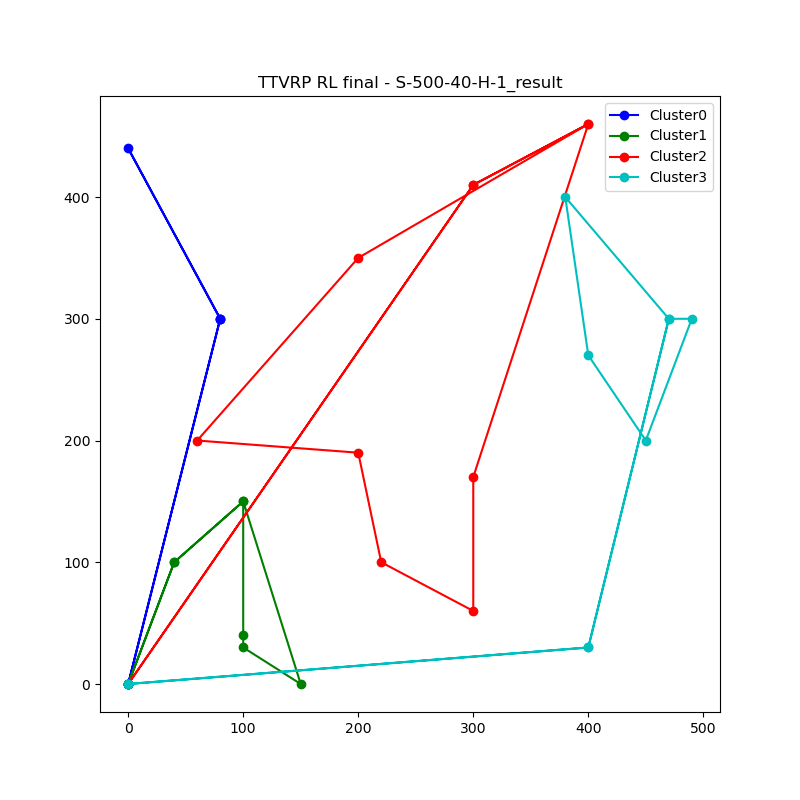 TTVRP RL final - S-500-40-H-1_result
Cluster0
Cluster1
Cluster2
Cluster3
400
300
200
100
0
0 100 200 300 400 500